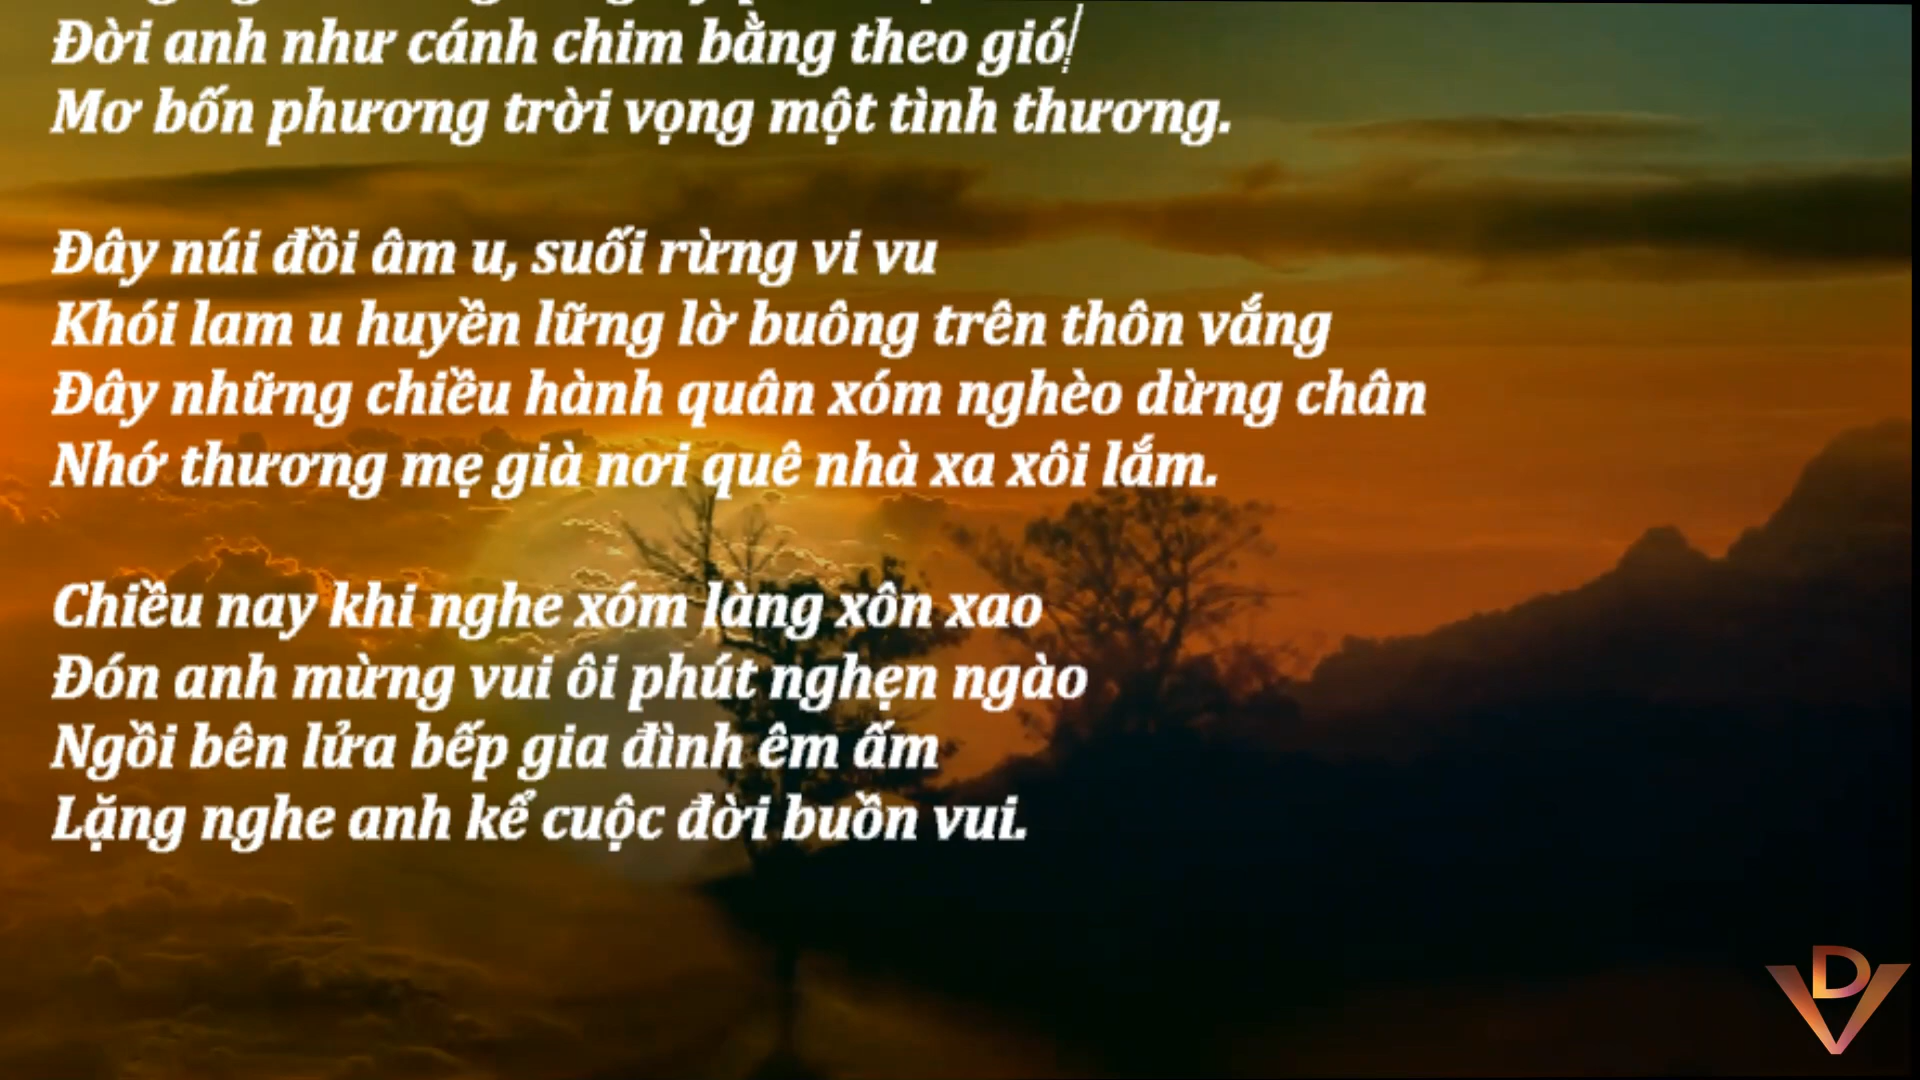 Đời anh như cánh chim bằng theo gió
Mơ bốn phương trời vọng một tình thương.
Đây núi đồi âm u, suối rừng vi vu
Khói lam u huyền lững lờ buông trên thôn vắng
Đây những chiều hành quân xóm nghèo dừng chân
Nhớ thương mẹ già nơi quê nhà xa xôi lắm.
Chiều nay khi nghe xóm làng xôn xao
Đón anh mừng vui ôi phút nghẹn ngào
Ngồi bên lửa bếp gia đình êm ấm
Lặng nghe anh kể cuộc đời buồn vui.
DV